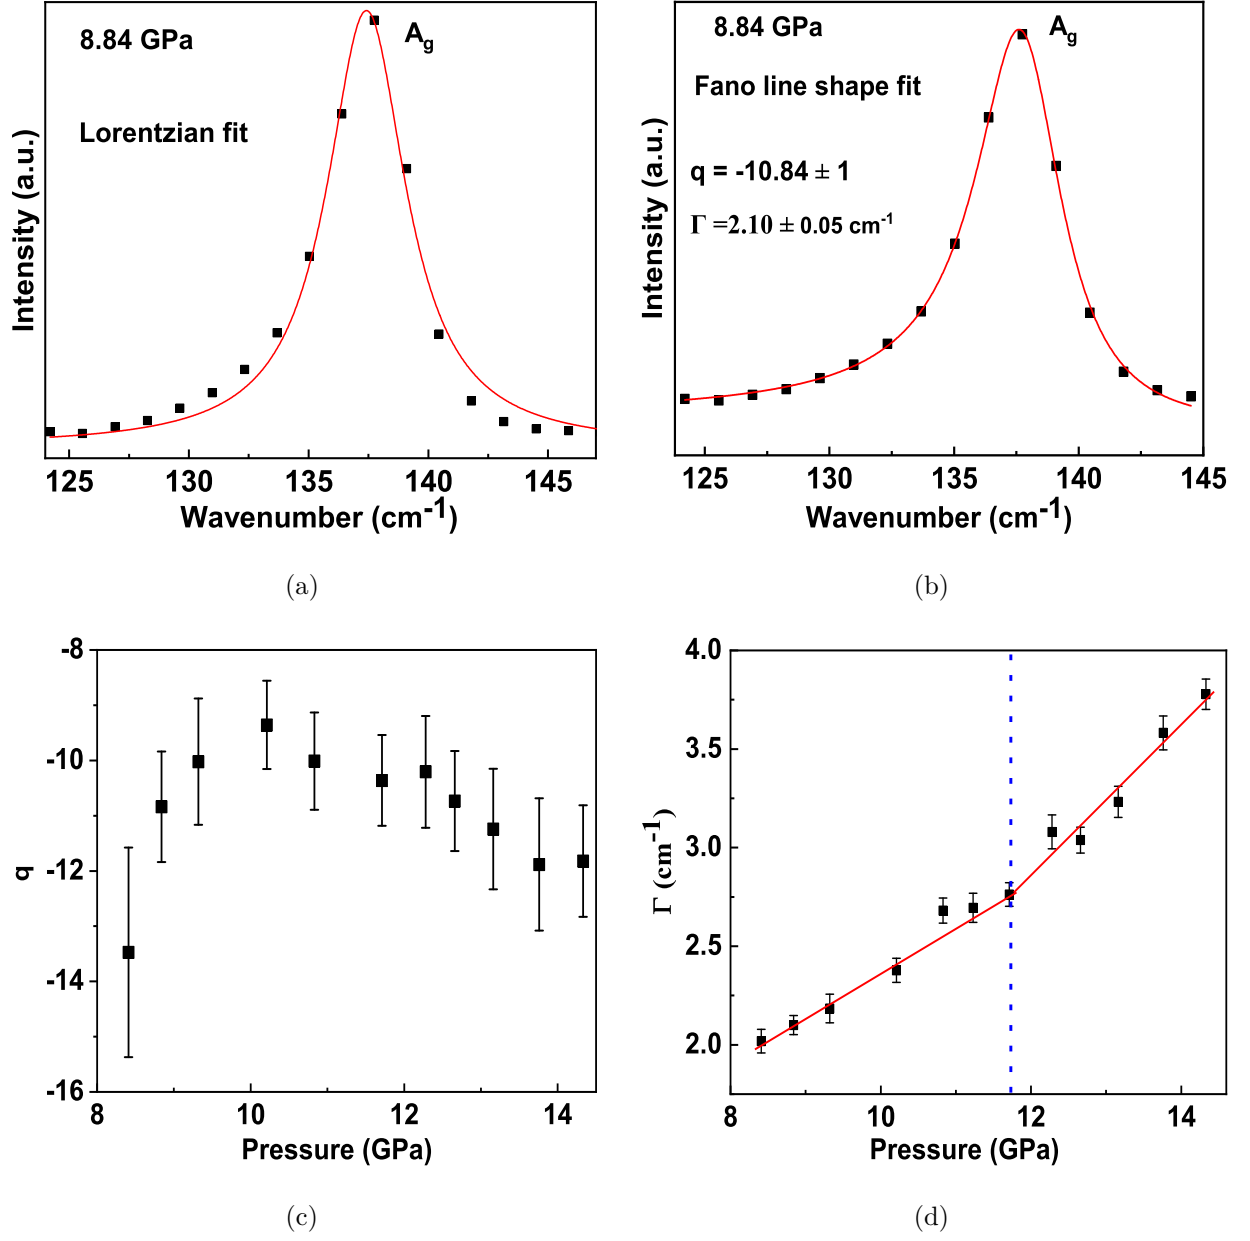 8.84 GPa
A_g
Lorentzian fit
Intensity (a.u.)
125 130 135 140 145
Wavenumber (cm⁻¹)
(a)
8.84 GPa
A_g
Fano line shape fit
q = -10.84 ± 1
Γ =2.10 ± 0.05 cm⁻¹
Intensity (a.u.)
125 130 135 140 145
Wavenumber (cm⁻¹)
(b)
-8
-10
-12
-14
-16
q
8 10 12 14
Pressure (GPa)
(c)
4.0
3.5
3.0
2.5
2.0
Γ (cm⁻¹)
8 10 12 14
Pressure (GPa)
(d)